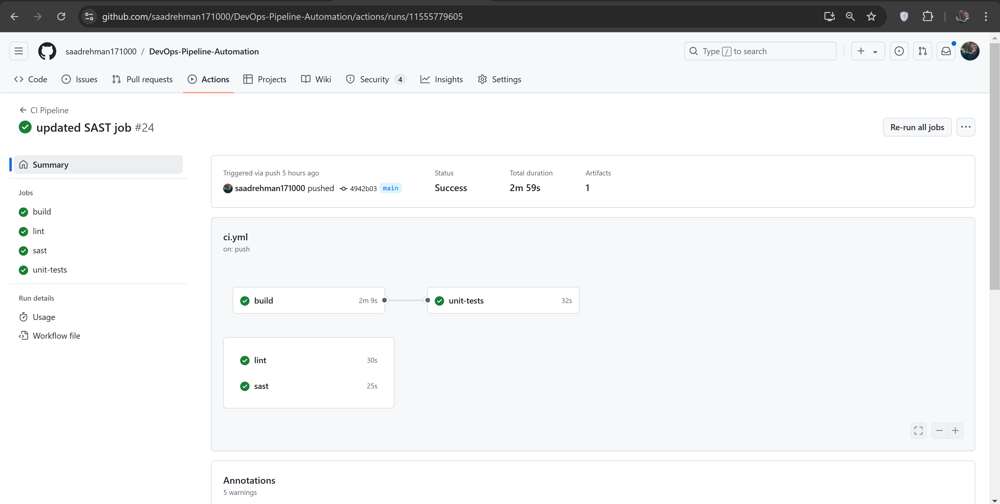 github.com/saadrehman171000/DevOps-Pipeline-Automation/actions/runs/11555779605
saadrehman171000 / DevOps-Pipeline-Automation
Type / to search
Code Issues Pull requests Actions Projects Wiki Security 4 Insights Settings
CI Pipeline
updated SAST job #24
Re-run all jobs
Summary
Jobs
build
lint
sast
unit-tests
Run details
Usage
Workflow file
Triggered via push 5 hours ago
saadrehman171000 pushed 4942b03 main
Status
Success
Total duration
2m 59s
Artifacts
1
ci.yml
on: push
build 2m 9s
unit-tests 32s
lint 30s
sast 25s
Annotations
5 warnings